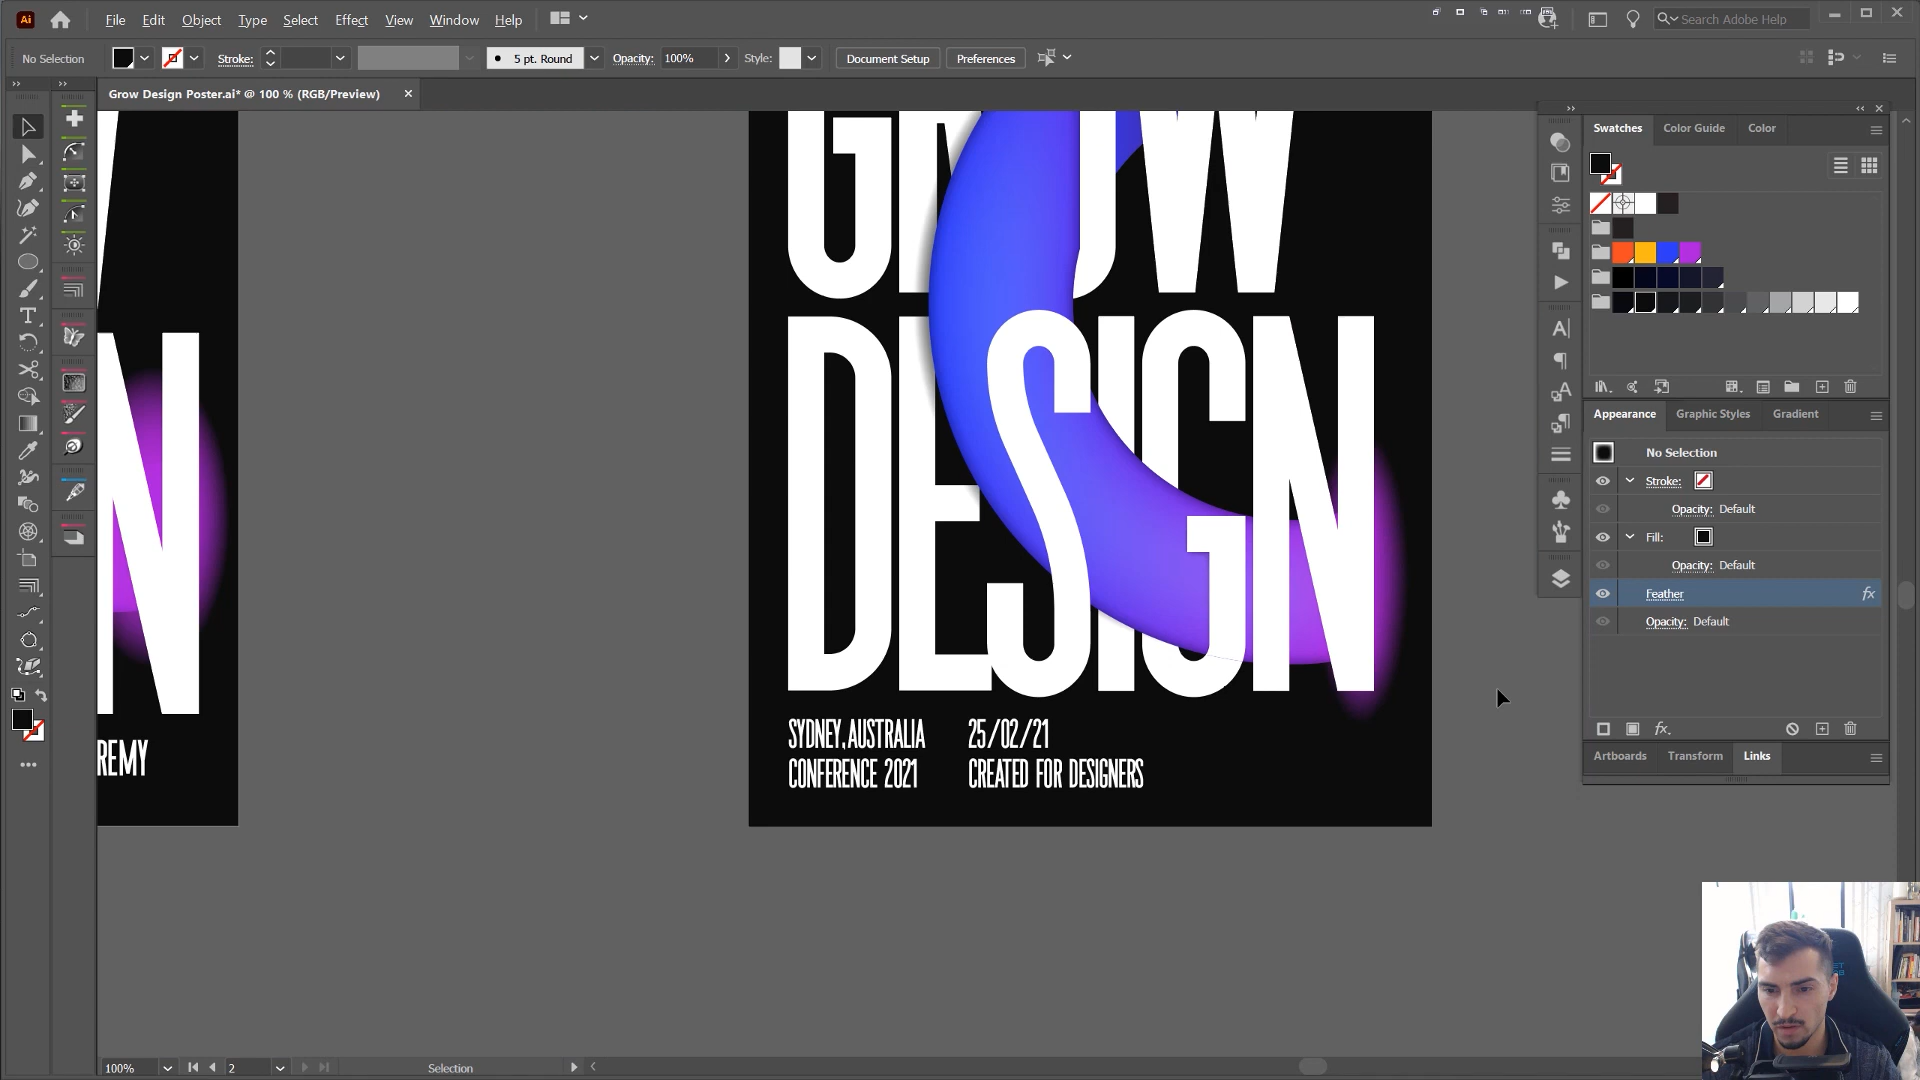 Ai File Edit Object Type Select Effect View Window Help
Search Adobe Help
No Selection Stroke: 5 pt. Round Opacity: 100% Style: Document Setup Preferences
Grow Design Poster.ai* @ 100 % (RGB/Preview)
Swatches Color Guide Color
GROW
DESIGN
SYDNEY, AUSTRALIA 25/02/21
CONFERENCE 2021 CREATED FOR DESIGNERS
N
REMY
Appearance Graphic Styles Gradient
No Selection
Stroke:
Opacity: Default
Fill:
Opacity: Default
Feather fx
Opacity: Default
fx.
Artboards Transform Links
100% 2 Selection